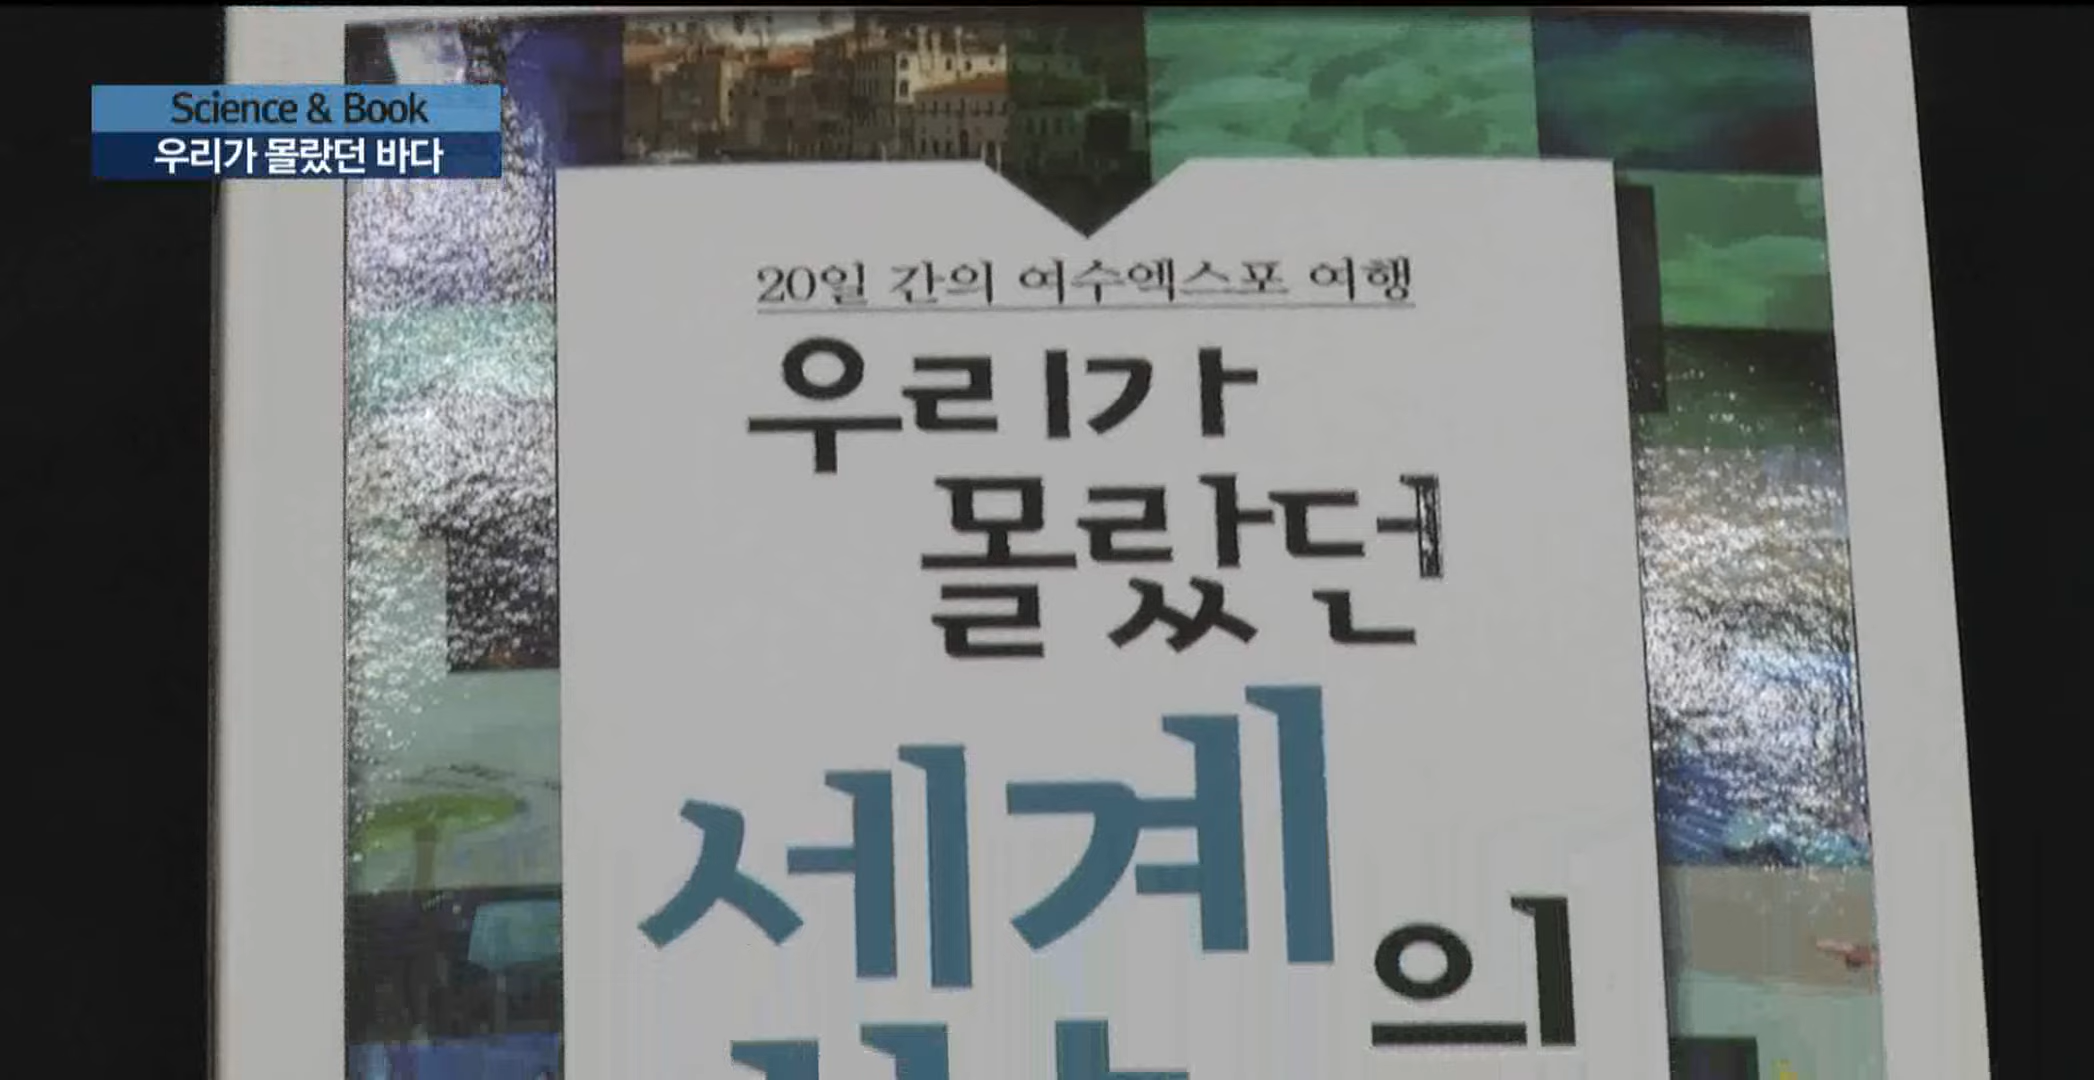 Science & Book
우리가 몰랐던 바다
20일 간의 여수엑스포 여행
우리가
몰랐던
세계의